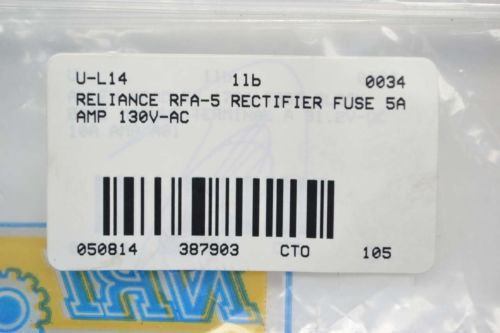 U-L14 1lb 0034
RELIANCE RFA-5 RECTIFIER FUSE 5A
AMP 130V-AC
050814 387903 CTO 105